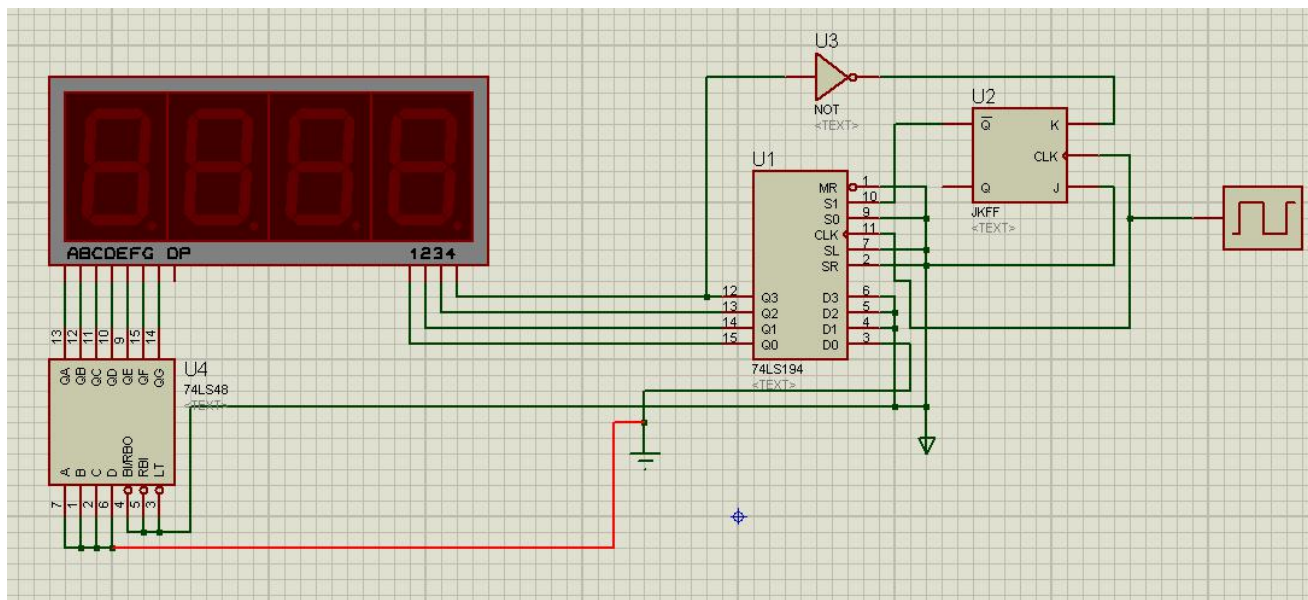 U3
NOT
<TEXT>
U2
Q K
CLK
Q J
JKFF
<TEXT>
U1
MR 1
S1 10
S0 9
CLK 11
SL 7
SR 2
12 Q3 D3 6
13 Q2 D2 5
14 Q1 D1 4
15 Q0 D0 3
74LS194
<TEXT>
ABCDEFG DP
1234
13 12 11 10 9 15 14
QA QB QC QD QE QF QG
U4
74LS48
<TEXT>
A B C D BI/RBO RBI LT
7 1 2 6 4 5 3